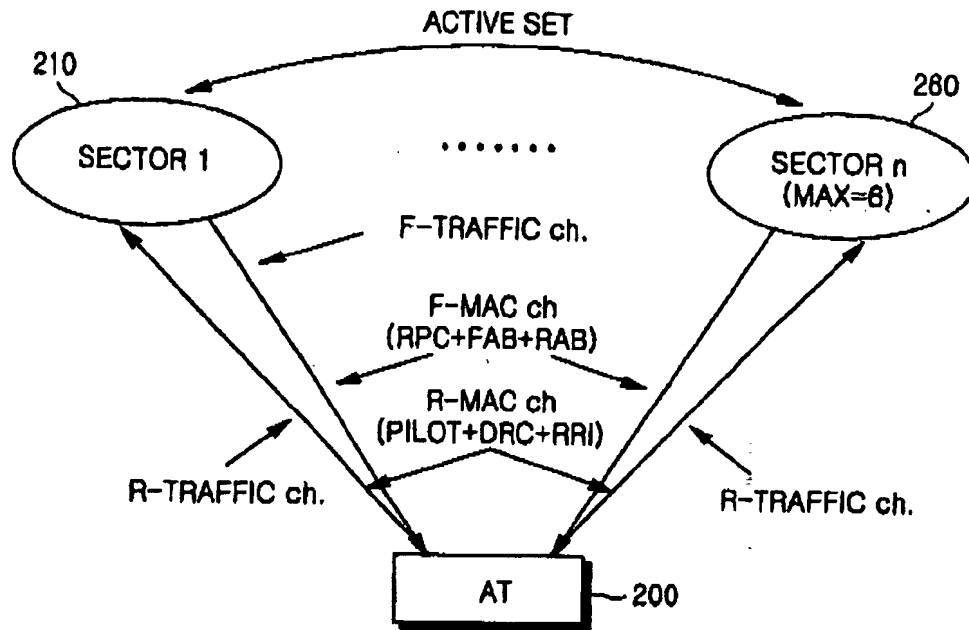 ACTIVE SET
210
260
SECTOR 1
.......
SECTOR n
(MAX=6)
F-TRAFFIC ch.
F-MAC ch
(RPC+FAB+RAB)
R-MAC ch
(PILOT+DRC+RRI)
R-TRAFFIC ch.
R-TRAFFIC ch.
AT
200